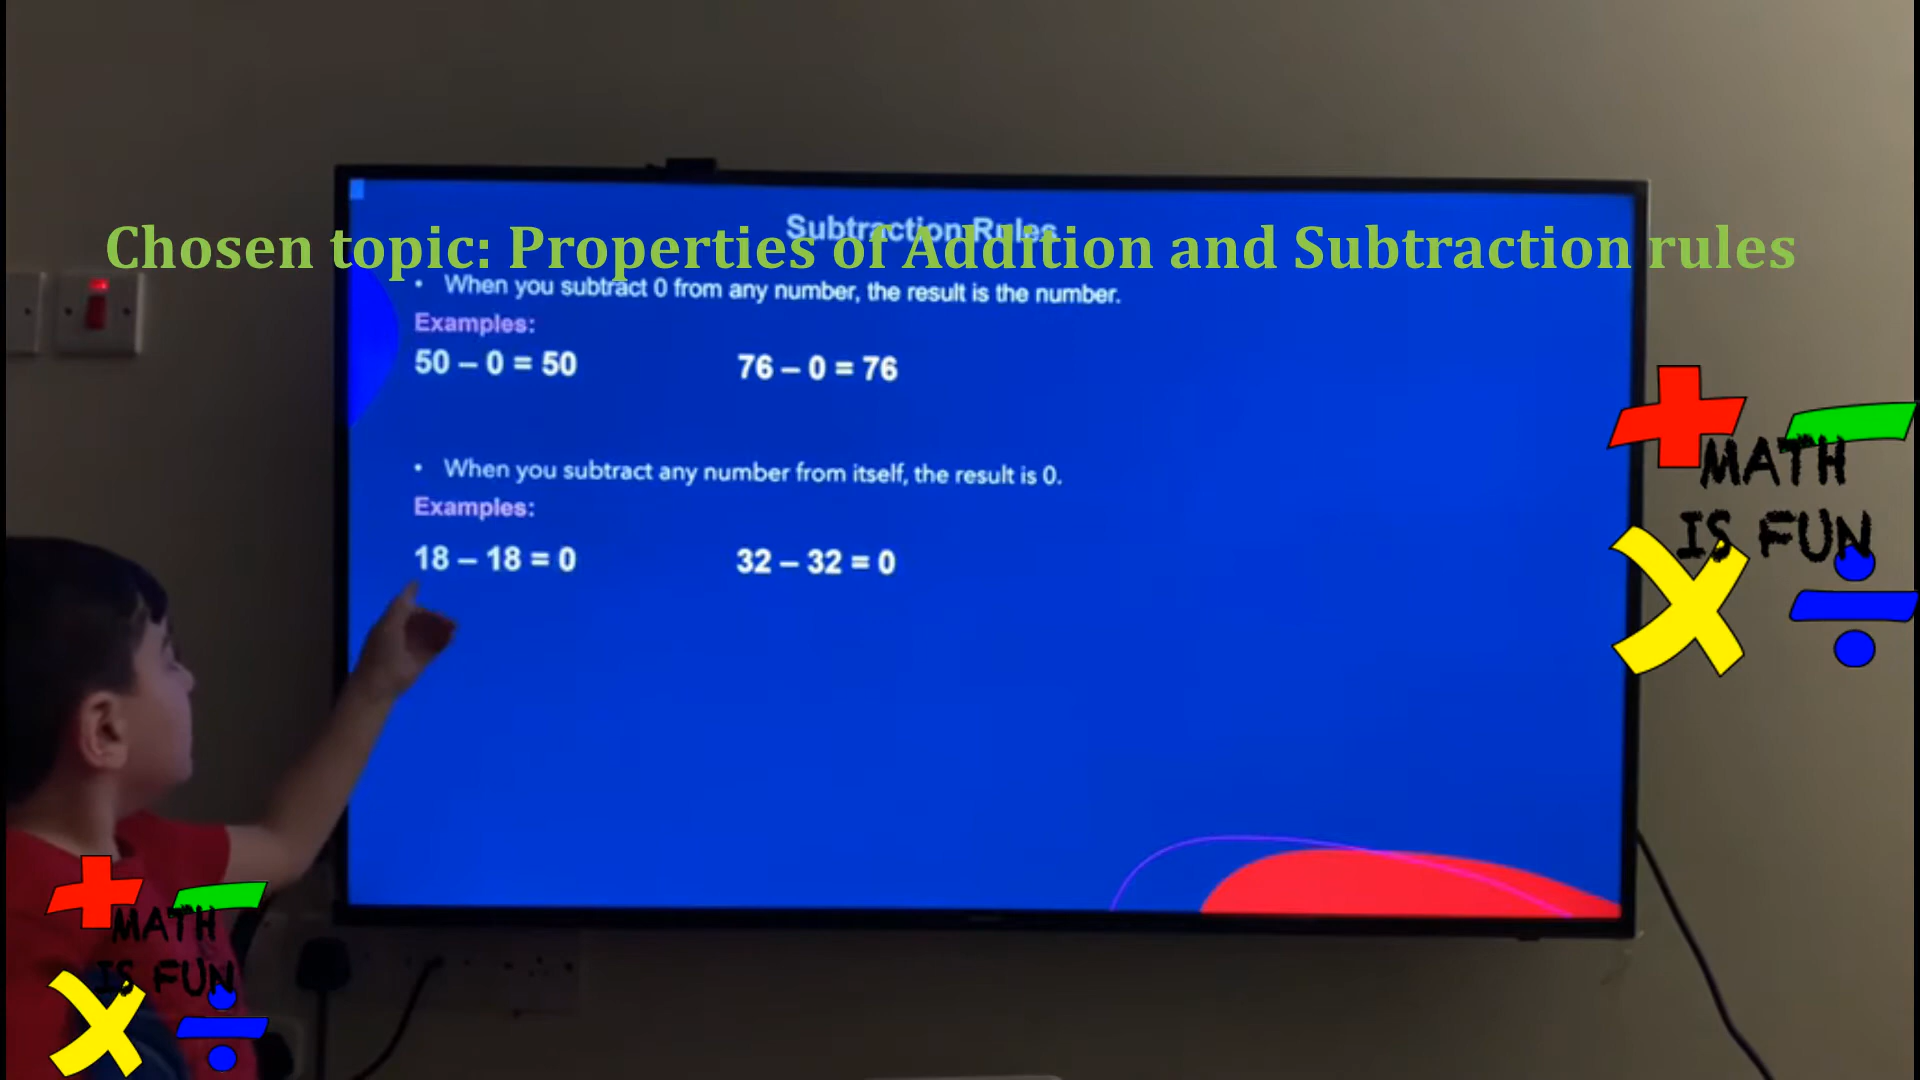 Subtraction Rules
Chosen topic: Properties of Addition and Subtraction rules
• When you subtract 0 from any number, the result is the number.
Examples:
50 – 0 = 50 76 – 0 = 76
• When you subtract any number from itself, the result is 0.
Examples:
18 – 18 = 0 32 – 32 = 0
MATH
IS FUN
MATH
IS FUN